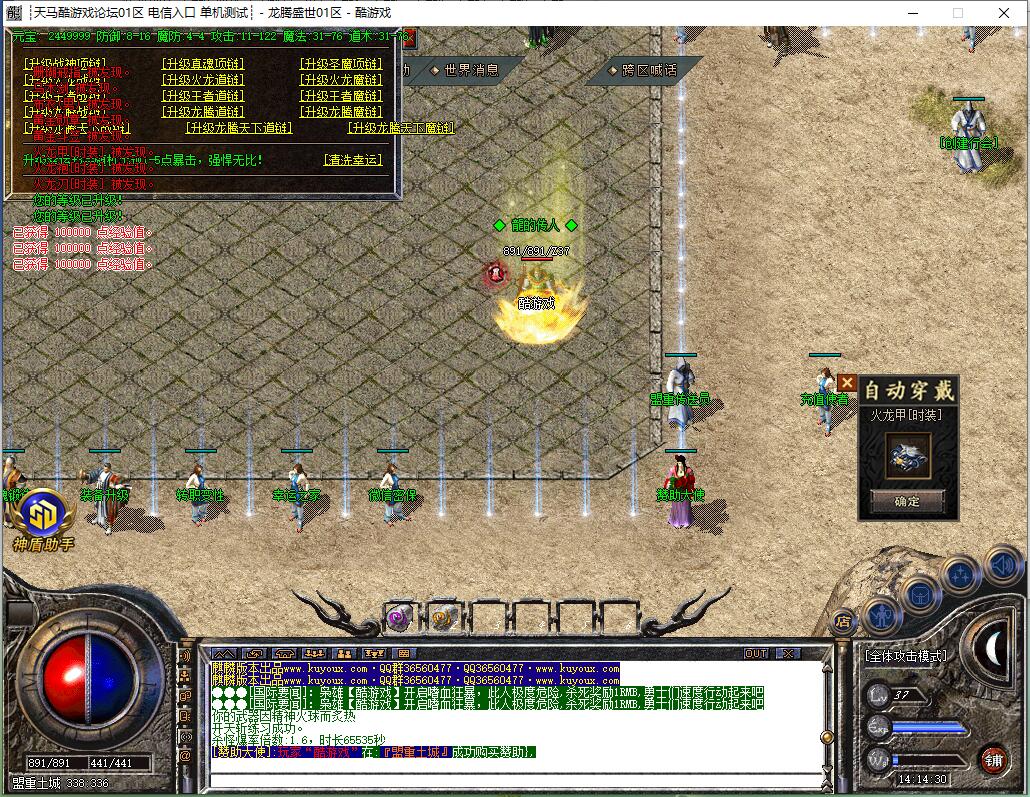 天马酷游戏论坛01区 电信入口 单机测试 - 龙腾盛世01区 - 酷游戏
元宝: 2449999 防御:8-16 魔防:4-4 攻击:11-122 魔法:31-76 道术:31-76
[升级战神顶链] [升级真魂项链] [升级圣魔项链]
[升级火龙道链] [升级火龙魔链]
[升级王者道链] [升级王者魔链]
[升级龙腾道链] [升级龙腾魔链]
[升级龙腾天下道链] [升级龙腾天下魔链]
5点暴击，强悍无比！ [清洗幸运]
火龙甲[时装] 被发现。
火龙刃[时装] 被发现。
您的等级已升级！
您的等级已升级！
已获得 100000 点经验值。
已获得 100000 点经验值。
已获得 100000 点经验值。
世界消息
跨区喊话
[创建行会]
龍的传人
891/891/Z37
酷游戏
盟重传送员
充值使者
自动穿戴
火龙甲[时装]
确定
装备升级
转职变性
幸运之家
微信密保
赞助大使
神盾助手
店
OUT
麒麟版本出品www.kuyoux.com·QQ群36560477·QQ36560477·www.kuyoux.com
麒麟版本出品www.kuyoux.com·QQ群36560477·QQ36560477·www.kuyoux.com
●●●[国际要闻]：枭雄【酷游戏】开启嗜血狂暴，此人极度危险,杀死奖励1RMB,勇士们速度行动起来吧
●●●[国际要闻]：枭雄【酷游戏】开启嗜血狂暴，此人极度危险,杀死奖励1RMB,勇士们速度行动起来吧
你的武器因精神火球而炙热
开天斩练习成功。
杀怪爆率倍数:1.6，时长65535秒
[赞助大使]:玩家“酷游戏”在:『盟重土城』成功购买赞助},
[全体攻击模式]
Lv 37
Exp
Wgt
14:14:30
铺
891/891 441/441
盟重土城 338:336